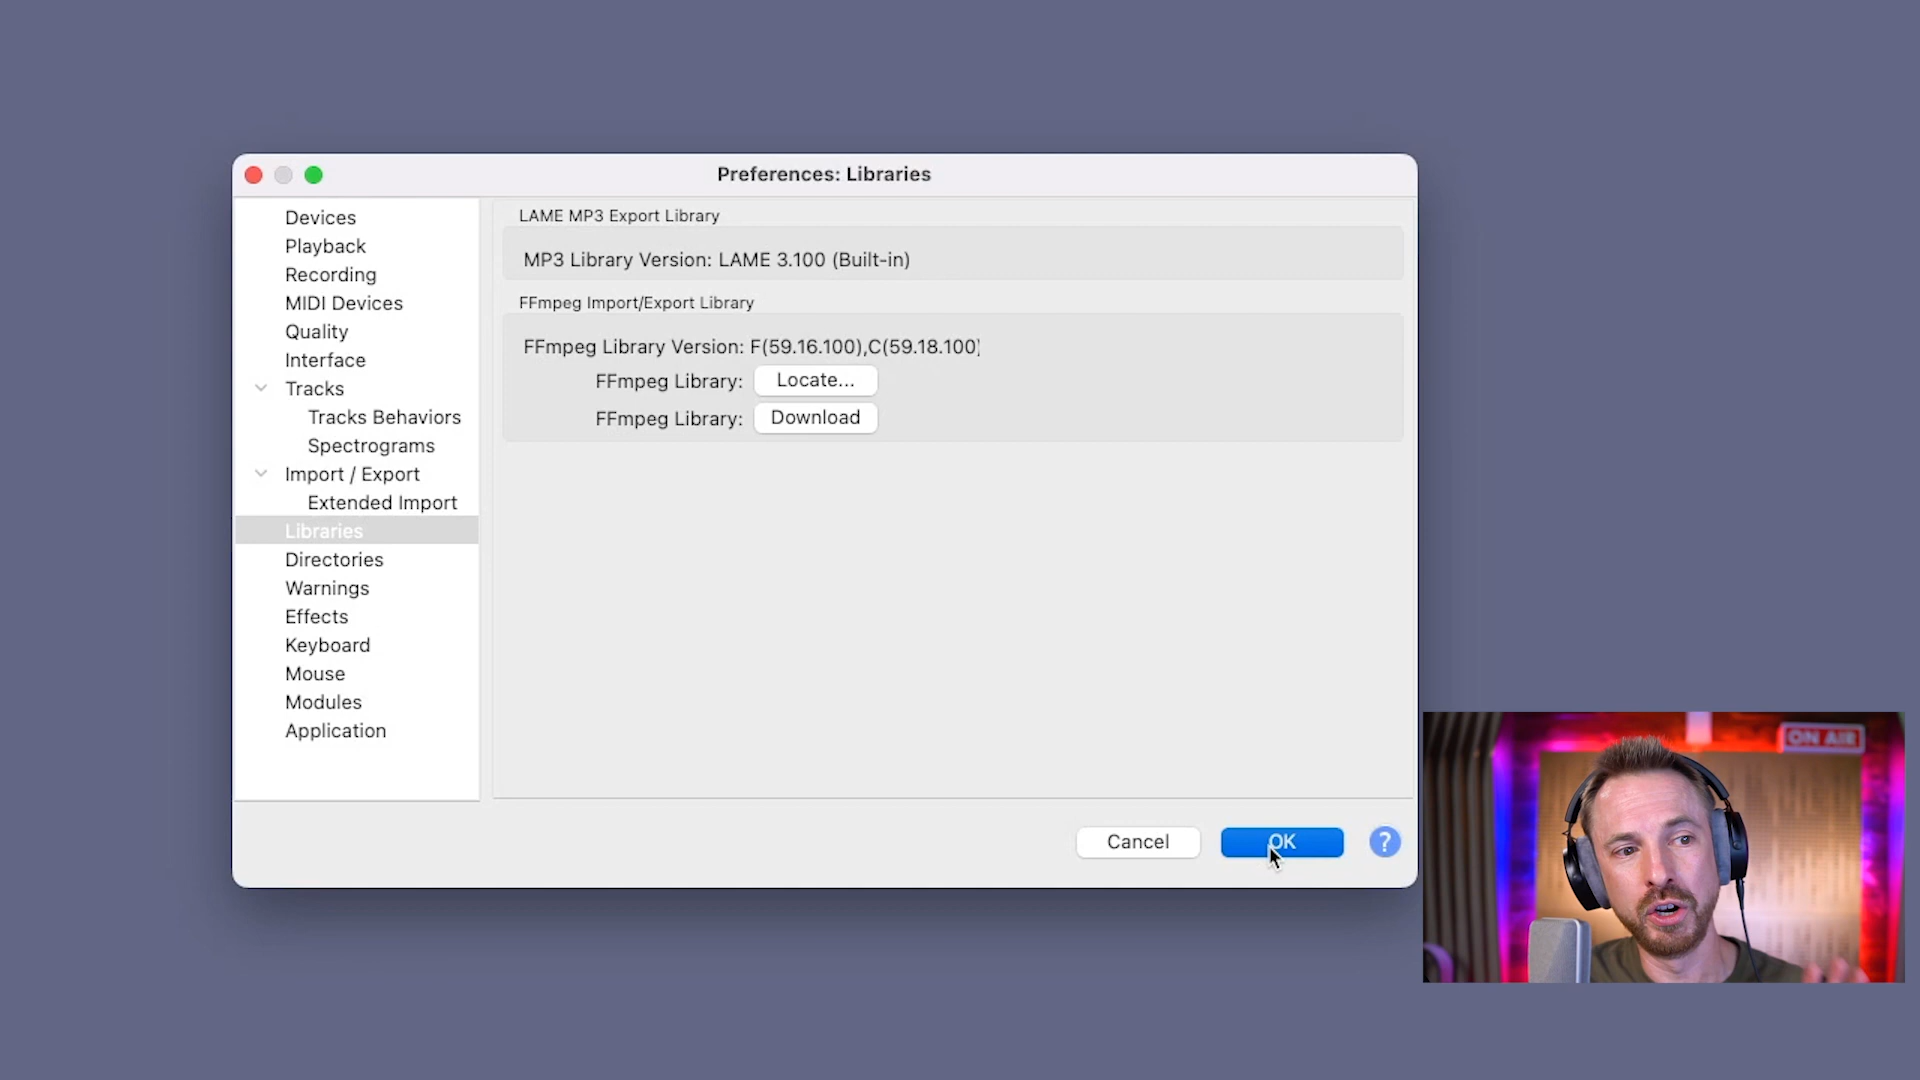 Preferences: Libraries
Devices
Playback
Recording
MIDI Devices
Quality
Interface
Tracks
Tracks Behaviors
Spectrograms
Import / Export
Extended Import
Libraries
Directories
Warnings
Effects
Keyboard
Mouse
Modules
Application
LAME MP3 Export Library
MP3 Library Version: LAME 3.100 (Built-in)
FFmpeg Import/Export Library
FFmpeg Library Version: F(59.16.100),C(59.18.100)
FFmpeg Library: Locate...
FFmpeg Library: Download
Cancel
OK
?
ON AIR